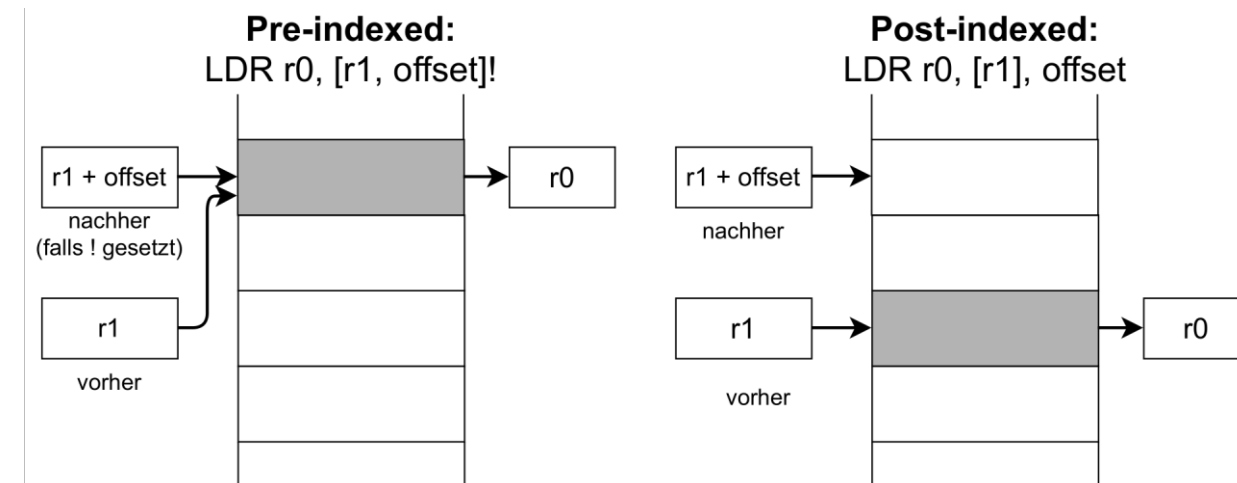 Pre-indexed:
LDR r0, [r1, offset]!
r1 + offset
r0
nachher
(falls ! gesetzt)
r1
vorher
Post-indexed:
LDR r0, [r1], offset
r1 + offset
nachher
r1
r0
vorher